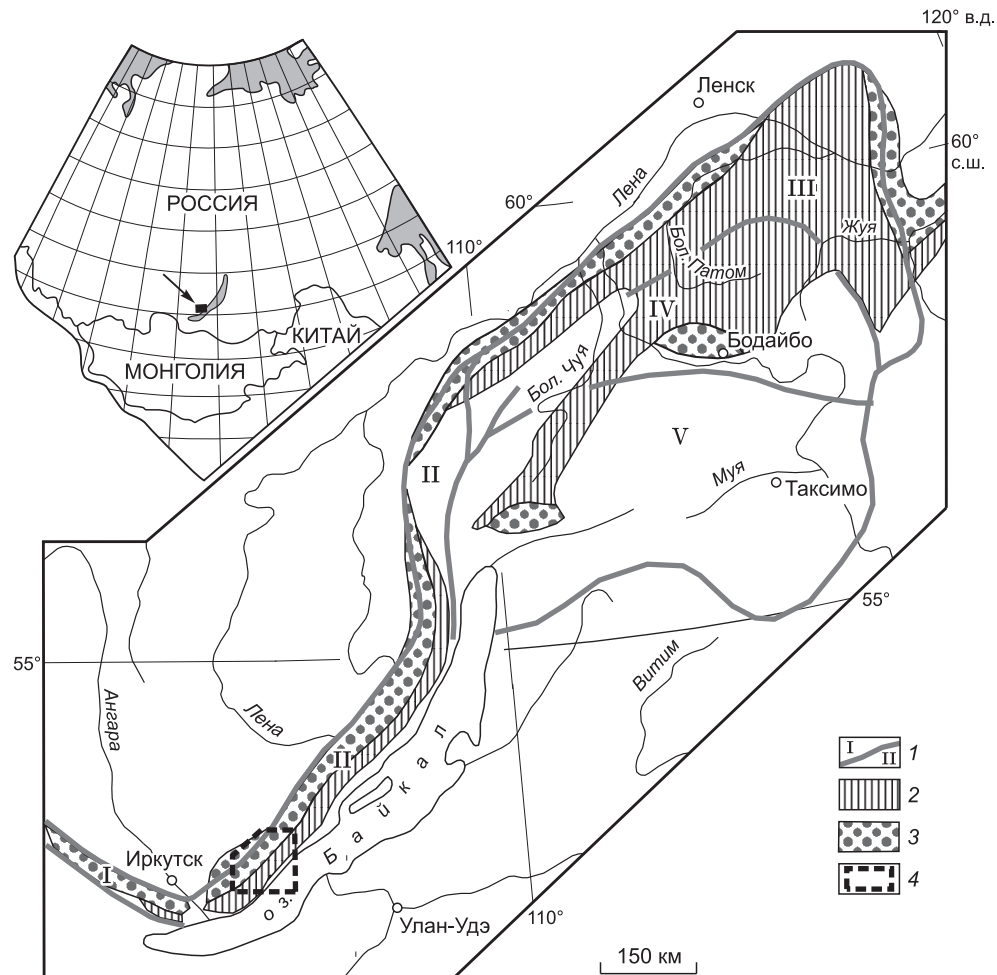 120° в.д.
Ленск
60°
с.ш.
РОССИЯ
Лена
III
60°
Жуя
110°
Бол. Патом
IV
КИТАЙ
Бодайбо
МОНГОЛИЯ
Бол. Чуя
V
II
Муя
Таксимо
55°
55°
Витим
Ангара
Лена
I
II
1
II
2
3
Иркутск
I
4
оз. Байкал
Улан-Удэ
110°
150 км